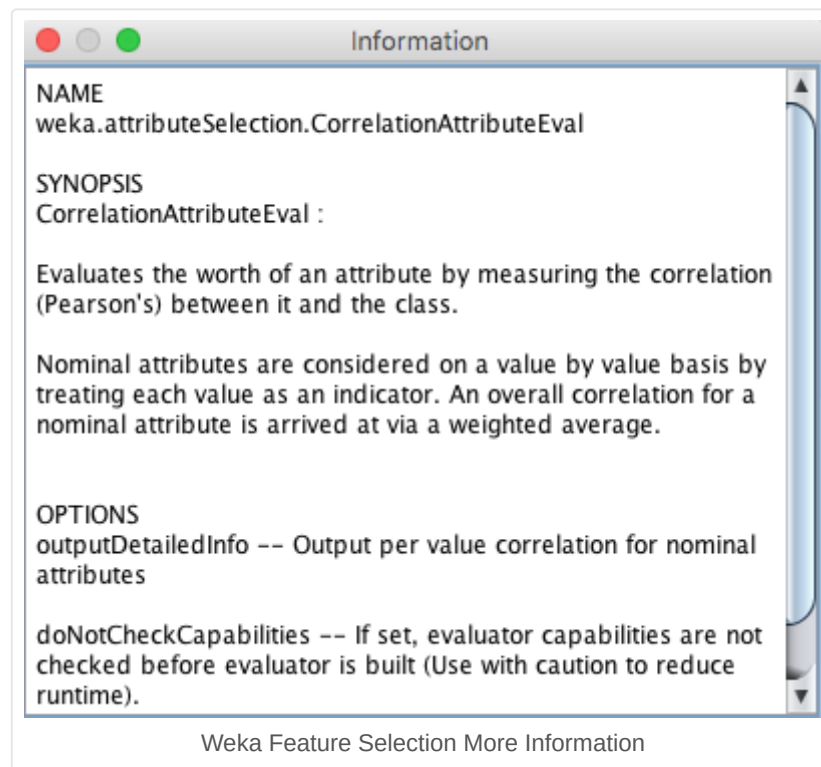 Information
NAME
weka.attributeSelection.CorrelationAttributeEval
SYNOPSIS
CorrelationAttributeEval :
Evaluates the worth of an attribute by measuring the correlation
(Pearson's) between it and the class.
Nominal attributes are considered on a value by value basis by
treating each value as an indicator. An overall correlation for a
nominal attribute is arrived at via a weighted average.
OPTIONS
outputDetailedInfo -- Output per value correlation for nominal
attributes
doNotCheckCapabilities -- If set, evaluator capabilities are not
checked before evaluator is built (Use with caution to reduce
runtime).
Weka Feature Selection More Information